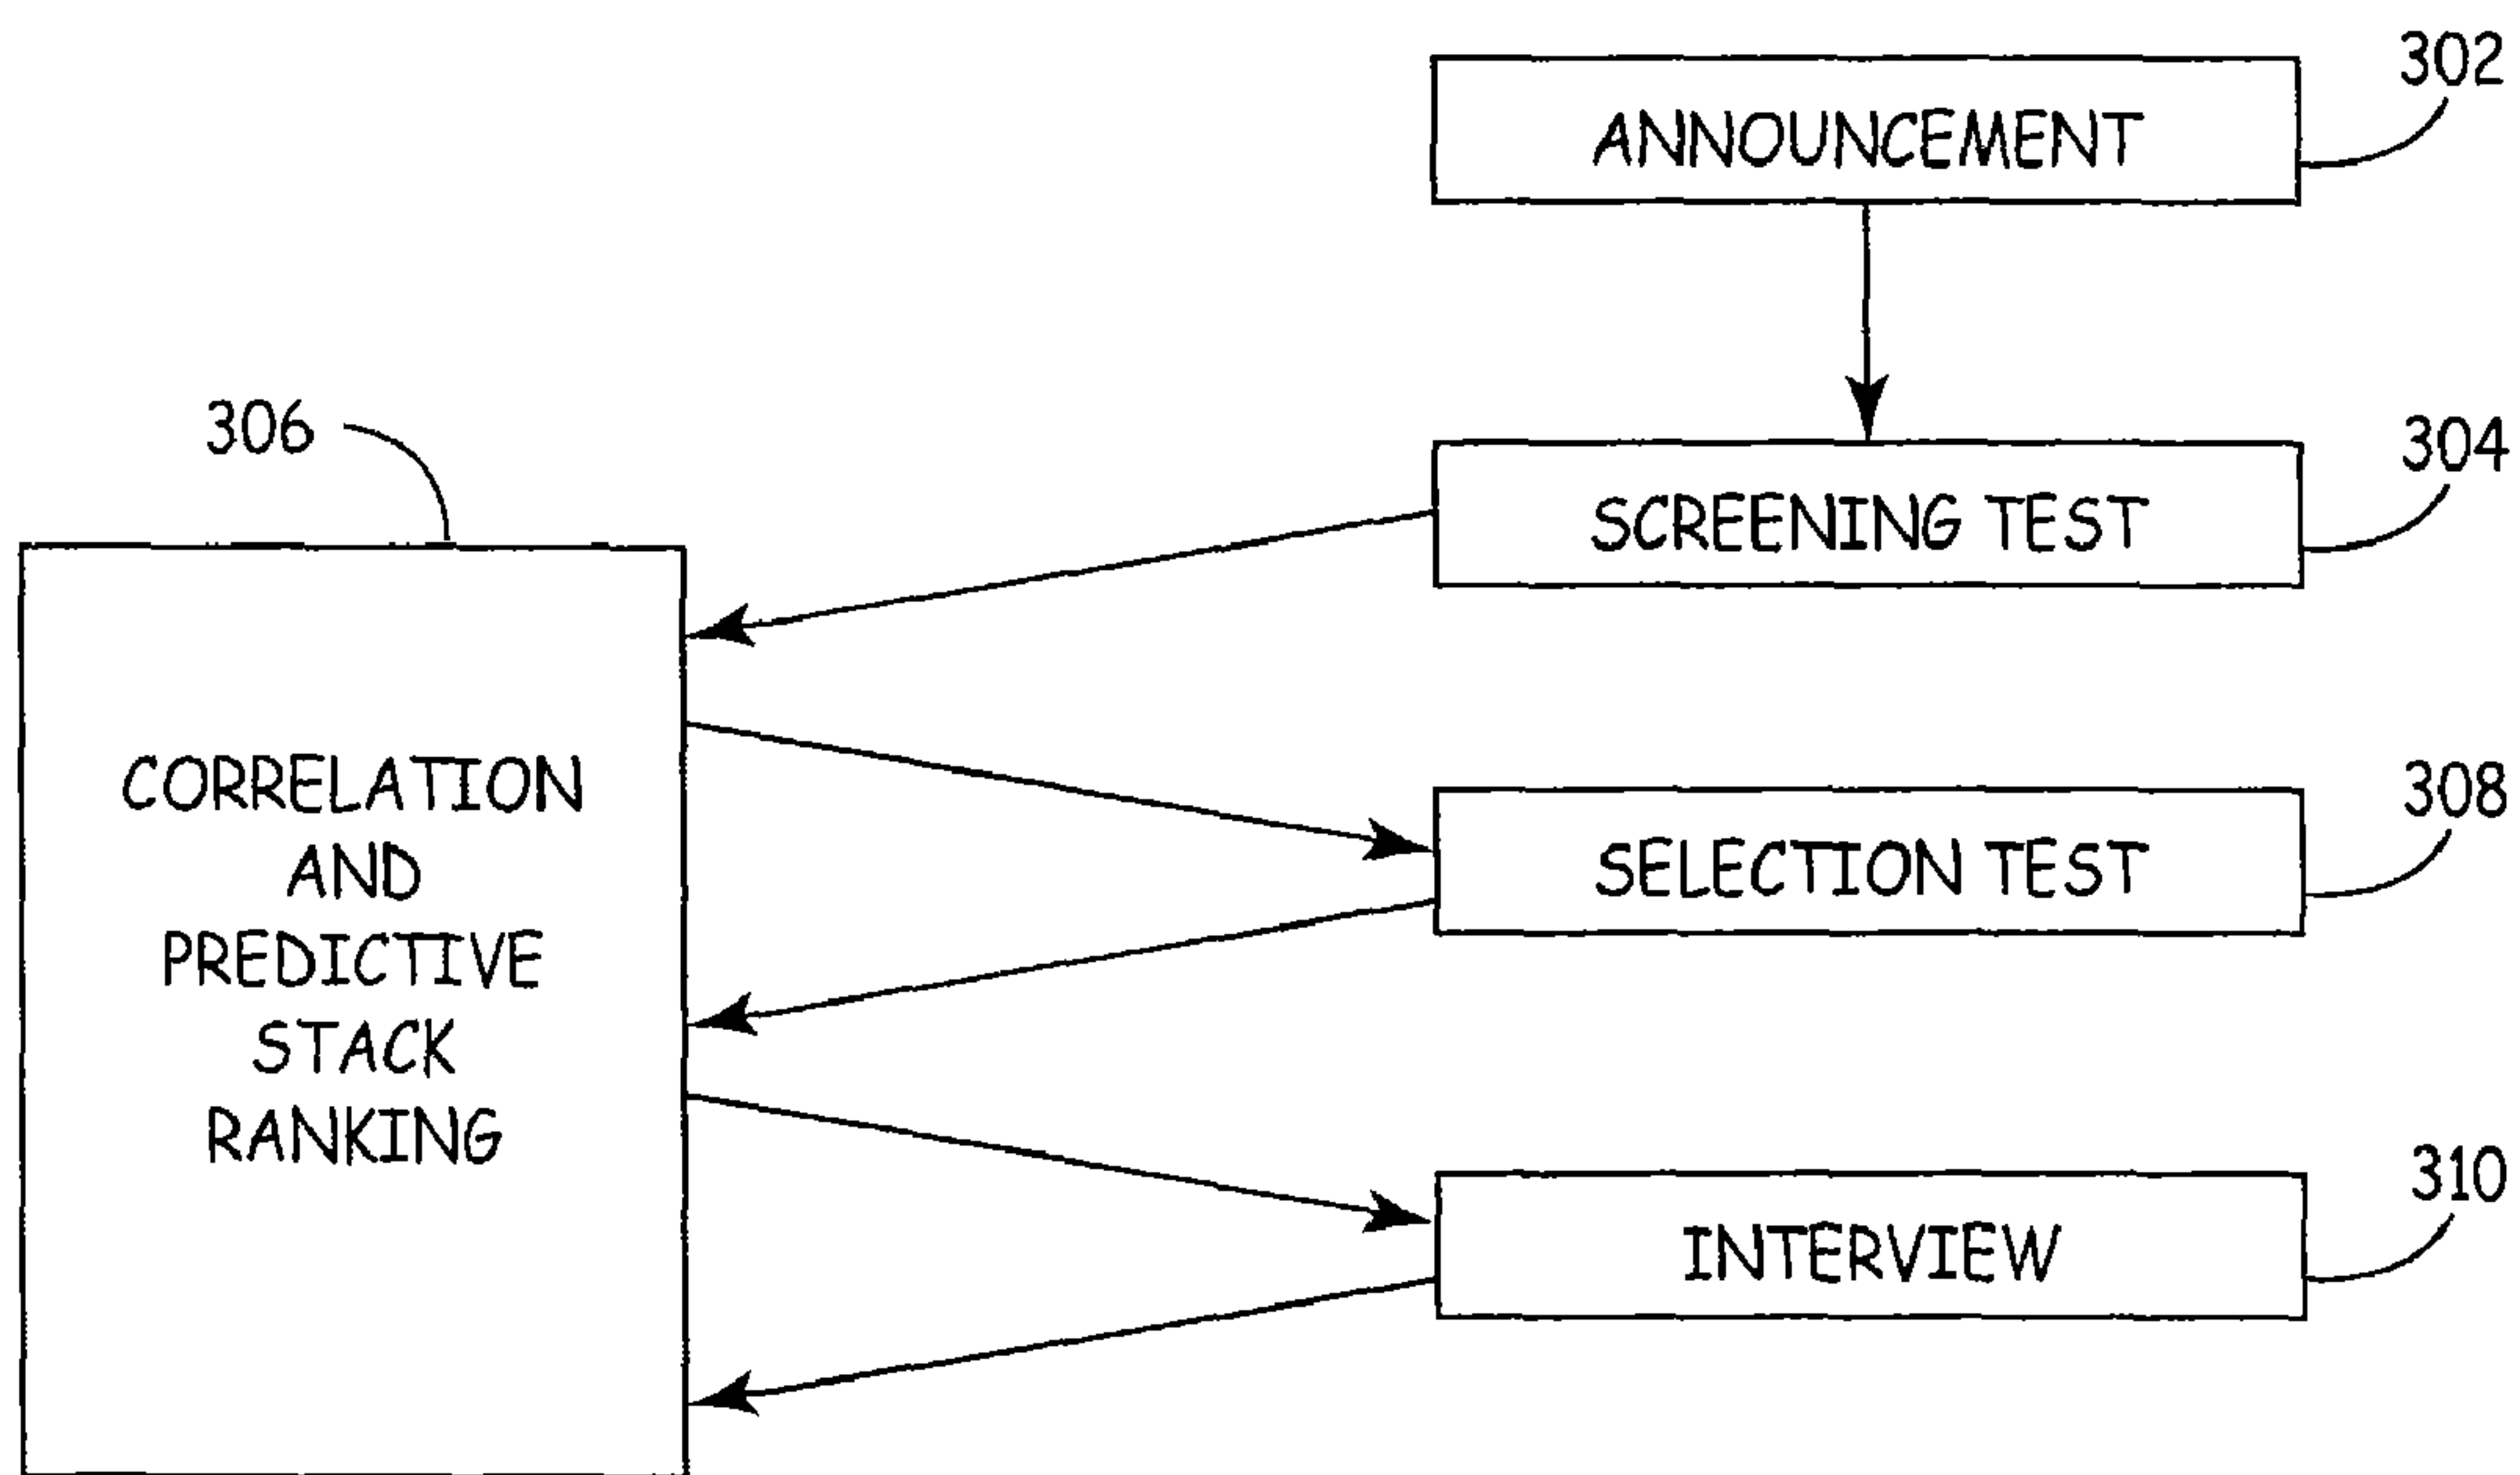 302
ANNOUNCEMENT
306
304
SCREENING TEST
CORRELATION
AND
PREDICTIVE
STACK
RANKING
308
SELECTION TEST
310
INTERVIEW